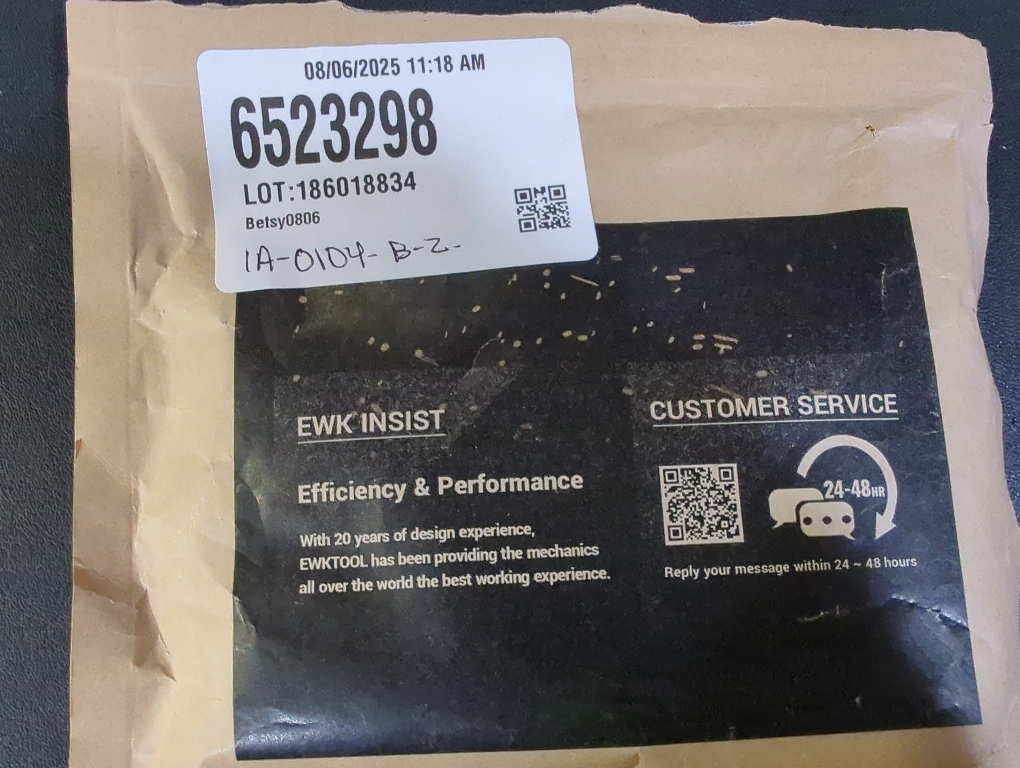 08/06/2025 11:18 AM
6523298
LOT:186018834
Betsy0806
1A-0104-B-2-
EWK INSIST
Efficiency & Performance
With 20 years of design experience,
EWKTOOL has been providing the mechanics
all over the world the best working experience.
CUSTOMER SERVICE
24-48HR
Reply your message within 24 ~ 48 hours